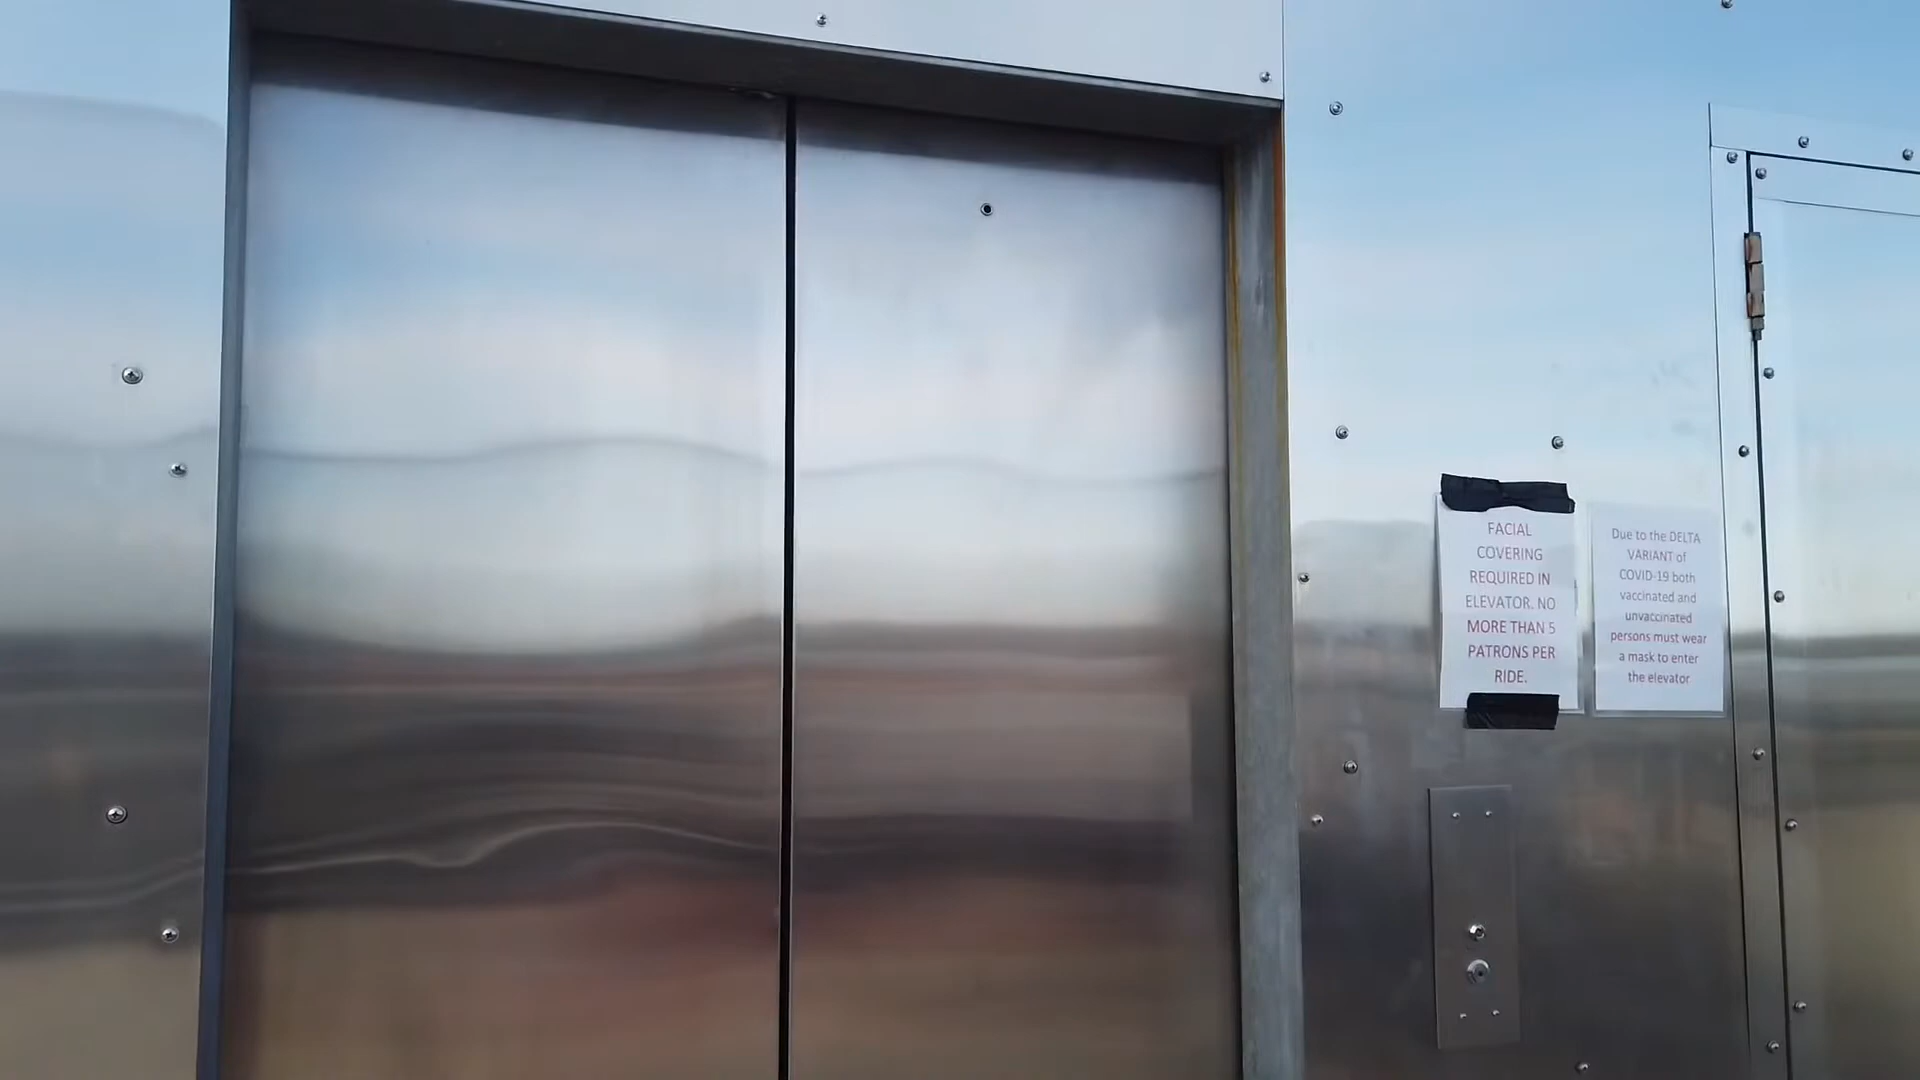 FACIAL
COVERING
REQUIRED IN
ELEVATOR. NO
MORE THAN 5
PATRONS PER
RIDE.
Due to the DELTA
VARIANT of
COVID-19 both
vaccinated and
unvaccinated
persons must wear
a mask to enter
the elevator